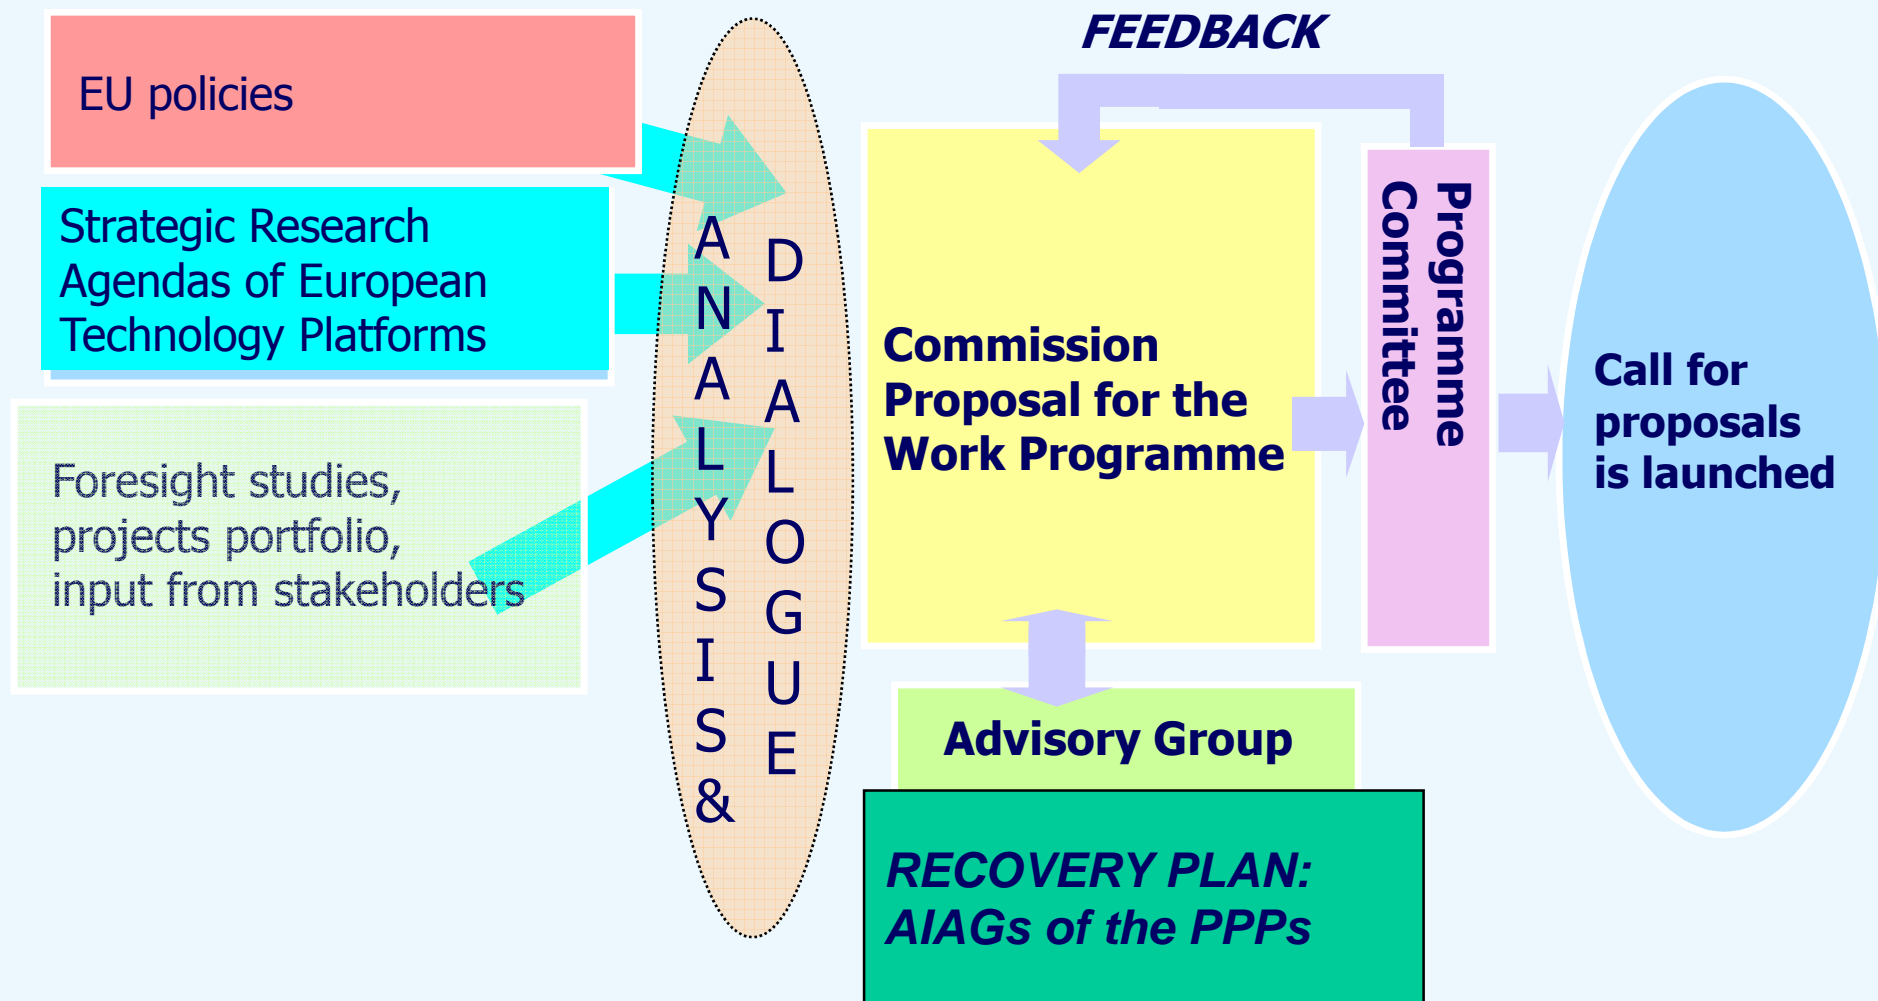 FEEDBACK
EU policies
Strategic Research
Agendas of European
Technology Platforms
Foresight studies,
projects portfolio,
input from stakeholders
ANALYSIS &
DIALOGUE
Commission
Proposal for the
Work Programme
Programme
Committee
Call for
proposals
is launched
Advisory Group
RECOVERY PLAN:
AIAGs of the PPPs